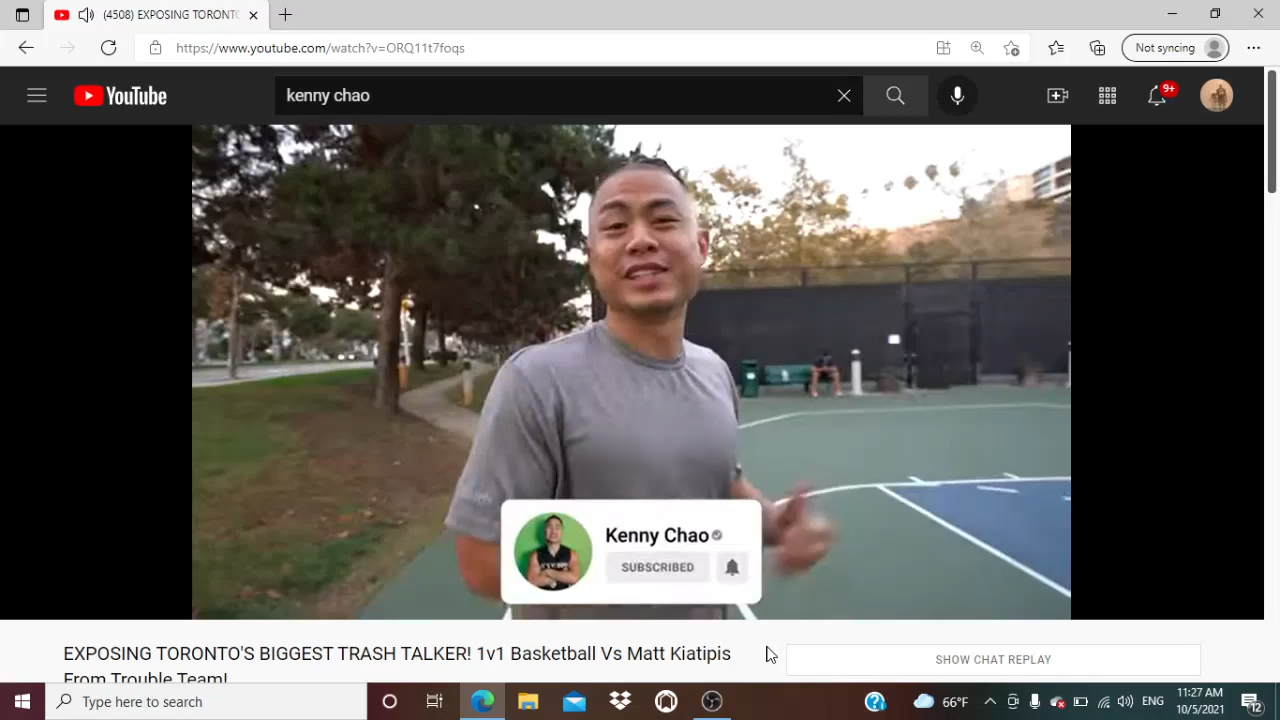 (4508) EXPOSING TORONTO
https://www.youtube.com/watch?v=ORQ11t7foqs
Not syncing
YouTube
kenny chao
9+
Kenny Chao
SUBSCRIBED
EXPOSING TORONTO'S BIGGEST TRASH TALKER! 1v1 Basketball Vs Matt Kiatipis
From Trouble Team!
SHOW CHAT REPLAY
Type here to search
66°F
ENG
11:27 AM
10/5/2021
12